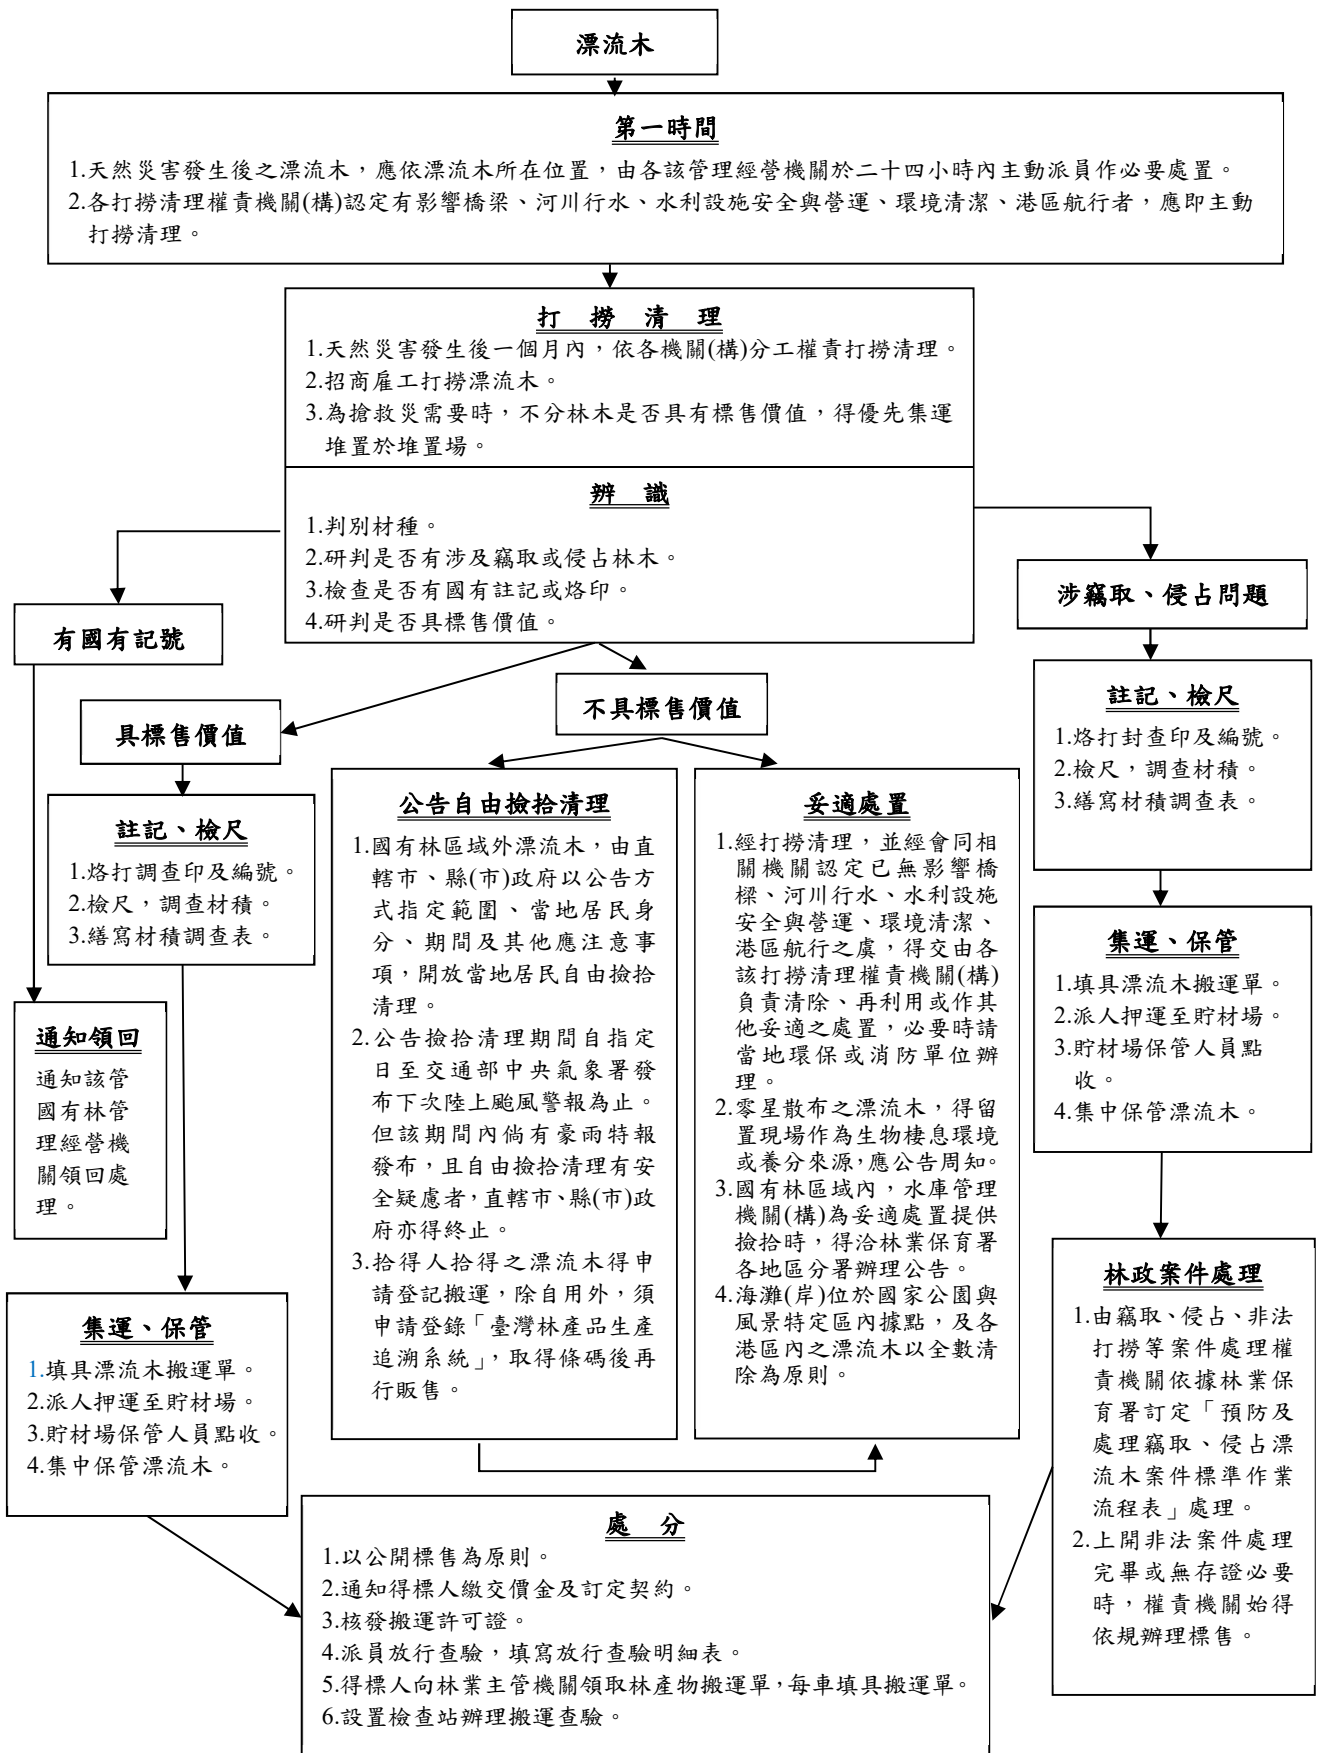 漂流木
第一時間
1.天然災害發生後之漂流木，應依漂流木所在位置，由各該管理經營機關於二十四小時內主動派員作必要處置。
2.各打撈清理權責機關(構)認定有影響橋梁、河川行水、水利設施安全與營運、環境清潔、港區航行者，應即主動
打撈清理。
打 撈 清 理
1.天然災害發生後一個月內，依各機關(構)分工權責打撈清理。
2.招商雇工打撈漂流木。
3.為搶救災需要時，不分林木是否具有標售價值，得優先集運
堆置於堆置場。
辨 識
1.判別材種。
2.研判是否有涉及竊取或侵占林木。
3.檢查是否有國有註記或烙印。
4.研判是否具標售價值。
有國有記號
通知領回
通知該管
國有林管
理經營機
關領回處
理。
具標售價值
註記、檢尺
1.烙打調查印及編號。
2.檢尺，調查材積。
3.繕寫材積調查表。
集運、保管
1.填具漂流木搬運單。
2.派人押運至貯材場。
3.貯材場保管人員點收。
4.集中保管漂流木。
不具標售價值
公告自由撿拾清理
1.國有林區域外漂流木，由直
轄市、縣(市)政府以公告方
式指定範圍、當地居民身
分、期間及其他應注意事
項，開放當地居民自由撿拾
清理。
2.公告撿拾清理期間自指定
日至交通部中央氣象署發
布下次陸上颱風警報為止。
但該期間內倘有豪雨特報
發布，且自由撿拾清理有安
全疑慮者，直轄市、縣(市)政
府亦得終止。
3.拾得人拾得之漂流木得申
請登記搬運，除自用外，須
申請登錄「臺灣林產品生產
追溯系統」，取得條碼後再
行販售。
妥適處置
1.經打撈清理，並經會同相
關機關認定已無影響橋
樑、河川行水、水利設施
安全與營運、環境清潔、
港區航行之虞，得交由各
該打撈清理權責機關(構)
負責清除、再利用或作其
他妥適之處置，必要時請
當地環保或消防單位辦
理。
2.零星散布之漂流木，得留
置現場作為生物棲息環境
或養分來源，應公告周知。
3.國有林區域內，水庫管理
機關(構)為妥適處置提供
撿拾時，得洽林業保育署
各地區分署辦理公告。
4.海灘(岸)位於國家公園與
風景特定區內據點，及各
港區內之漂流木以全數清
除為原則。
涉竊取、侵占問題
註記、檢尺
1.烙打封查印及編號。
2.檢尺，調查材積。
3.繕寫材積調查表。
集運、保管
1.填具漂流木搬運單。
2.派人押運至貯材場。
3.貯材場保管人員點
收。
4.集中保管漂流木。
林政案件處理
1.由竊取、侵占、非法
打撈等案件處理權
責機關依據林業保
育署訂定「預防及
處理竊取、侵占漂
流木案件標準作業
流程表」處理。
2.上開非法案件處理
完畢或無存證必要
時，權責機關始得
依規辦理標售。
處 分
1.以公開標售為原則。
2.通知得標人繳交價金及訂定契約。
3.核發搬運許可證。
4.派員放行查驗，填寫放行查驗明細表。
5.得標人向林業主管機關領取林產物搬運單，每車填具搬運單。
6.設置檢查站辦理搬運查驗。